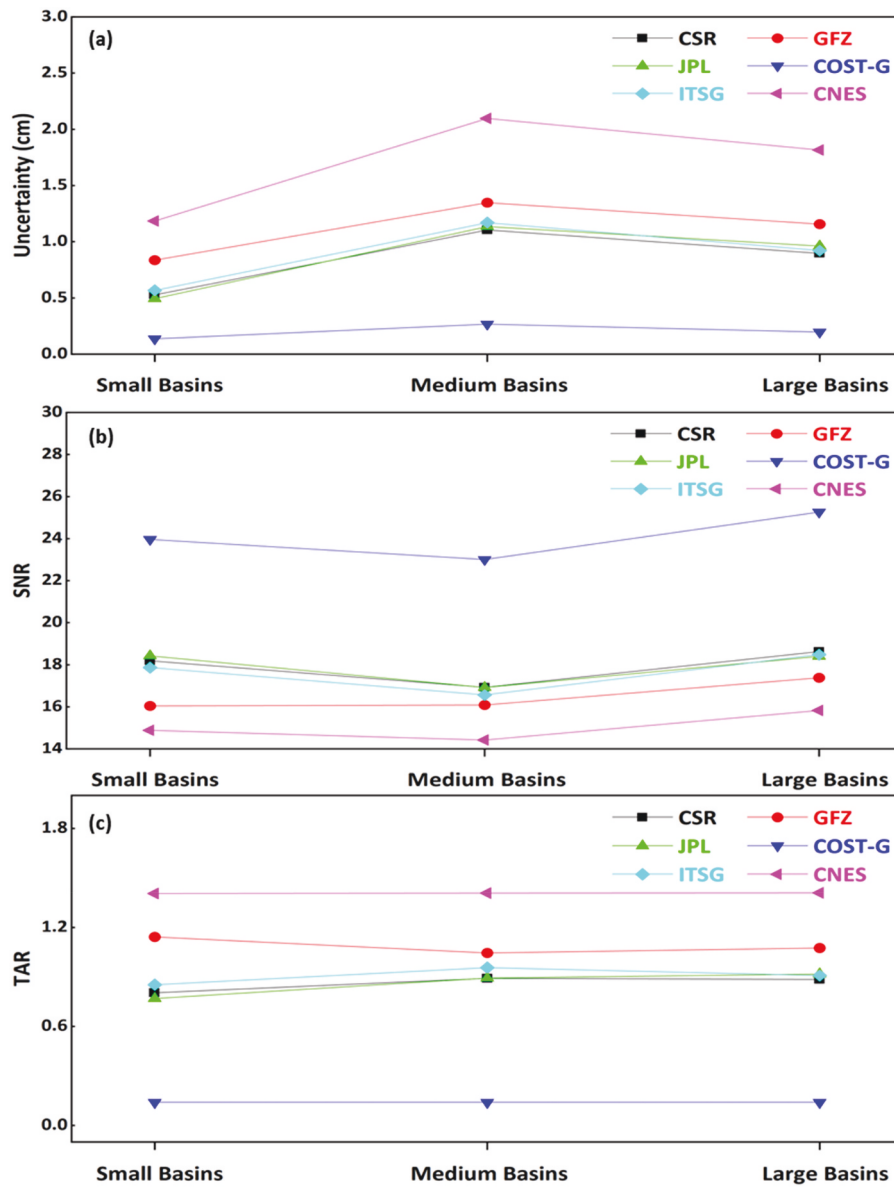 (a)
CSR GFZ
JPL COST-G
ITSG CNES
3.0
2.5
2.0
1.5
1.0
0.5
0.0
Uncertainty (cm)
Small Basins Medium Basins Large Basins
(b)
CSR GFZ
JPL COST-G
ITSG CNES
30
28
26
24
22
20
18
16
14
SNR
Small Basins Medium Basins Large Basins
(c)
CSR GFZ
JPL COST-G
ITSG CNES
1.8
1.2
0.6
0.0
TAR
Small Basins Medium Basins Large Basins